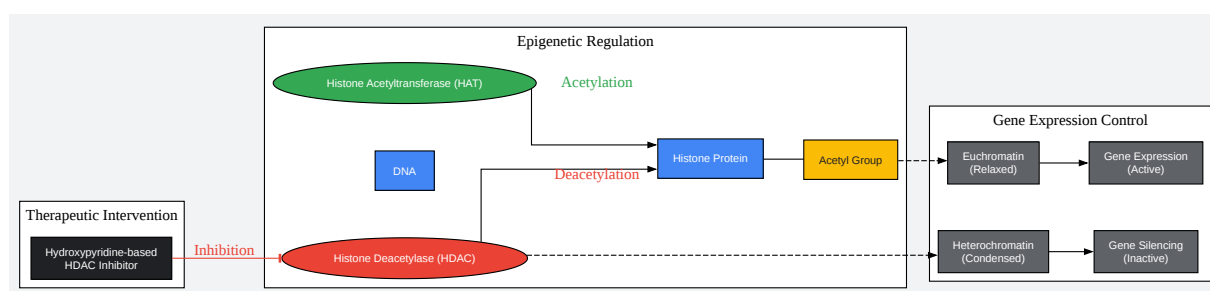 Epigenetic Regulation
Histone Acetyltransferase (HAT)
Acetylation
Gene Expression Control
DNA
Histone Protein
Acetyl Group
Euchromatin
(Relaxed)
Gene Expression
(Active)
Deacetylation
Therapeutic Intervention
Hydroxypyridine-based
HDAC Inhibitor
Inhibition
Histone Deacetylase (HDAC)
Heterochromatin
(Condensed)
Gene Silencing
(Inactive)